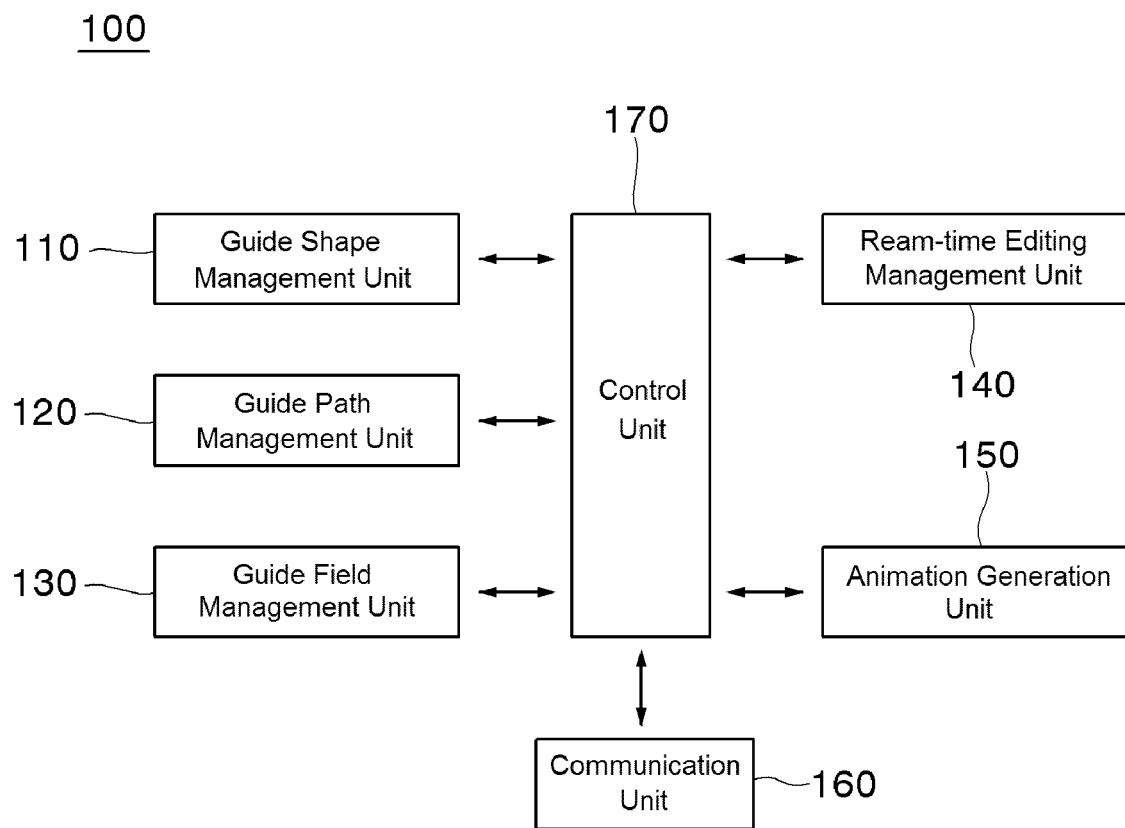 100
170
110
Guide Shape
Management Unit
Ream-time Editing
Management Unit
140
120
Guide Path
Management Unit
Control
Unit
150
130
Guide Field
Management Unit
Animation Generation
Unit
Communication
Unit
160